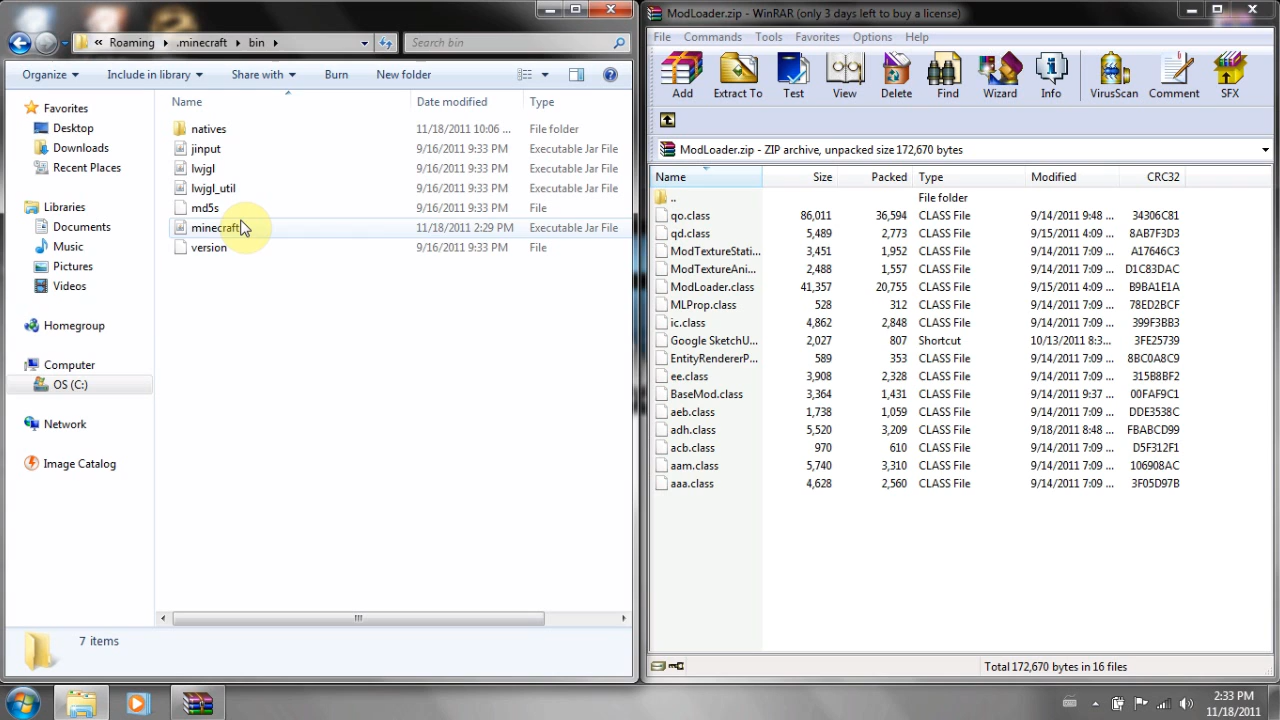 Roaming .minecraft bin
Search bin
Organize Include in library Share with Burn New folder
Name Date modified Type
Favorites
Desktop
Downloads
Recent Places
Libraries
Documents
Music
Pictures
Videos
Homegroup
Computer
OS (C:)
Network
Image Catalog
natives 11/18/2011 10:06 ... File folder
jinput 9/16/2011 9:33 PM Executable Jar File
lwjgl 9/16/2011 9:33 PM Executable Jar File
lwjgl_util 9/16/2011 9:33 PM Executable Jar File
md5s 9/16/2011 9:33 PM File
minecraft 11/18/2011 2:29 PM Executable Jar File
version 9/16/2011 9:33 PM File
7 items
ModLoader.zip - WinRAR (only 3 days left to buy a license)
File Commands Tools Favorites Options Help
Add Extract To Test View Delete Find Wizard Info VirusScan Comment SFX
ModLoader.zip - ZIP archive, unpacked size 172,670 bytes
Name Size Packed Type Modified CRC32
.. File folder
qo.class 86,011 36,594 CLASS File 9/14/2011 9:48 ... 34306C81
qd.class 5,489 2,773 CLASS File 9/15/2011 4:09 ... 8AB7F3D3
ModTextureStati... 3,451 1,952 CLASS File 9/14/2011 7:09 ... A17646C3
ModTextureAni... 2,488 1,557 CLASS File 9/14/2011 7:09 ... D1C83DAC
ModLoader.class 41,357 20,755 CLASS File 9/15/2011 4:09 ... B9BA1E1A
MLProp.class 528 312 CLASS File 9/14/2011 7:09 ... 78ED2BCF
ic.class 4,862 2,848 CLASS File 9/14/2011 7:09 ... 399F3BB3
Google SketchU... 2,027 807 Shortcut 10/13/2011 8:3... 3FE25739
EntityRendererP... 589 353 CLASS File 9/14/2011 7:09 ... 8BC0A8C9
ee.class 3,908 2,328 CLASS File 9/14/2011 7:09 ... 315B8BF2
BaseMod.class 3,364 1,431 CLASS File 9/14/2011 9:37 ... 00FAF9C1
aeb.class 1,738 1,059 CLASS File 9/14/2011 7:09 ... DDE3538C
adh.class 5,520 3,209 CLASS File 9/18/2011 8:48 ... FBABCD99
acb.class 970 610 CLASS File 9/14/2011 7:09 ... D5F312F1
aam.class 5,740 3,310 CLASS File 9/14/2011 7:09 ... 106908AC
aaa.class 4,628 2,560 CLASS File 9/14/2011 7:09 ... 3F05D97B
Total 172,670 bytes in 16 files
2:33 PM
11/18/2011